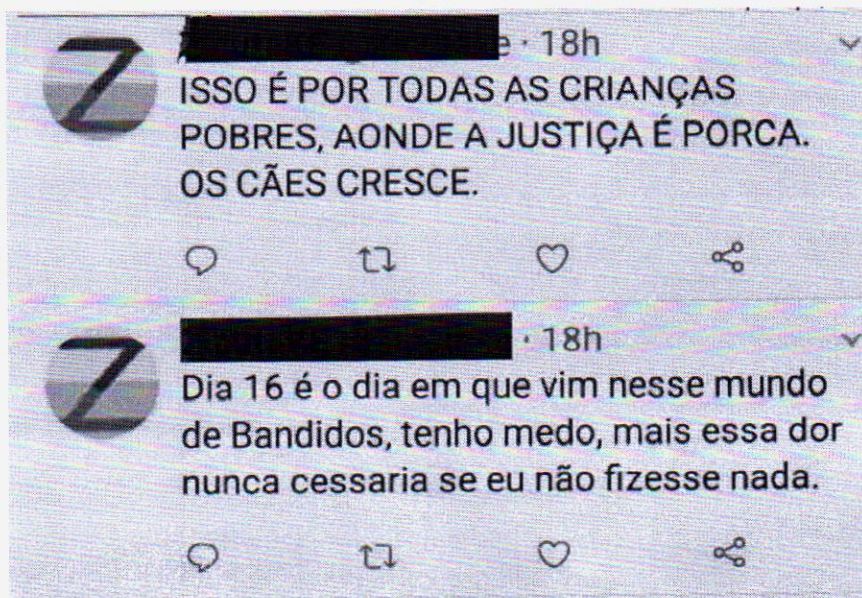 · 18h
ISSO É POR TODAS AS CRIANÇAS
POBRES, AONDE A JUSTIÇA É PORCA.
OS CÃES CRESCE.
· 18h
Dia 16 é o dia em que vim nesse mundo
de Bandidos, tenho medo, mais essa dor
nunca cessaria se eu não fizesse nada.